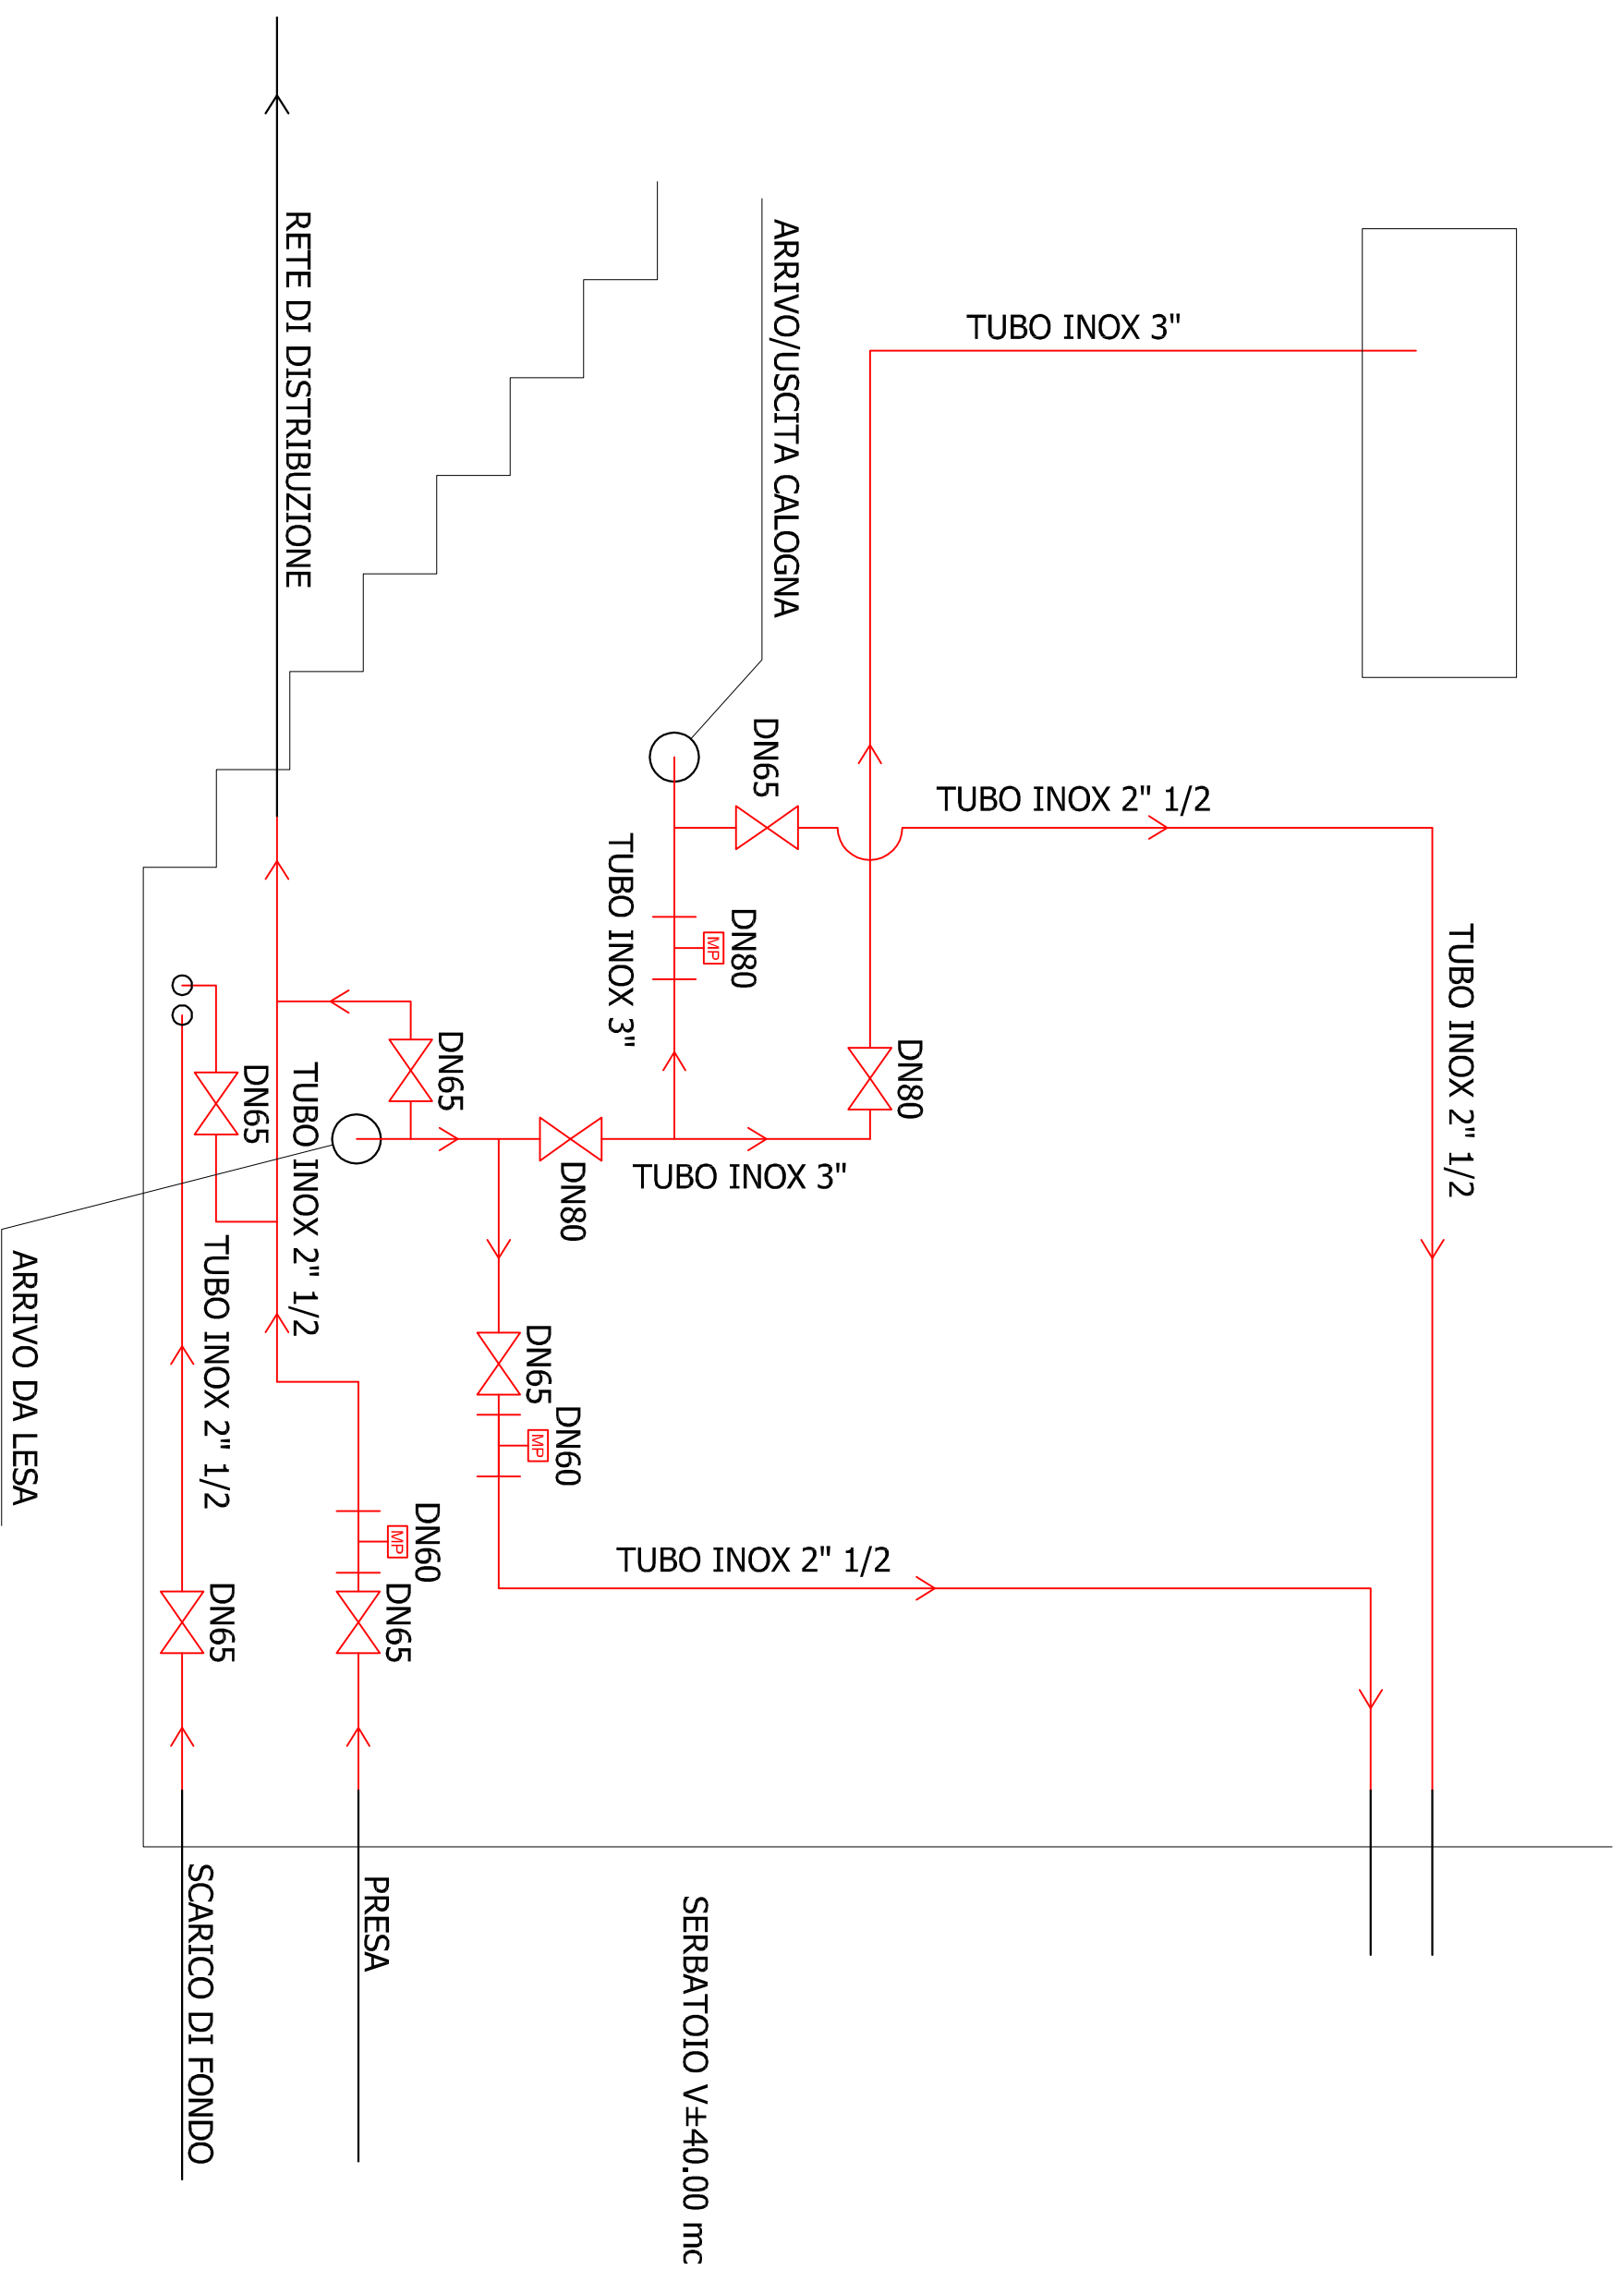 TUBO INOX 3"
ARRIVO/USCITA CALOGNA
RETE DI DISTRIBUZIONE
DN65
TUBO INOX 2" 1/2
TUBO INOX 2" 1/2
DN80
MP
TUBO INOX 3"
DN80
DN65
DN65
TUBO INOX 2" 1/2
DN80
TUBO INOX 3"
TUBO INOX 2" 1/2
ARRIVO DA LESA
DN65
DN60
MP
DN60
MP
TUBO INOX 2" 1/2
DN65
DN65
PRESA
SCARICO DI FONDO
SERBATOIO V±40.00 mc